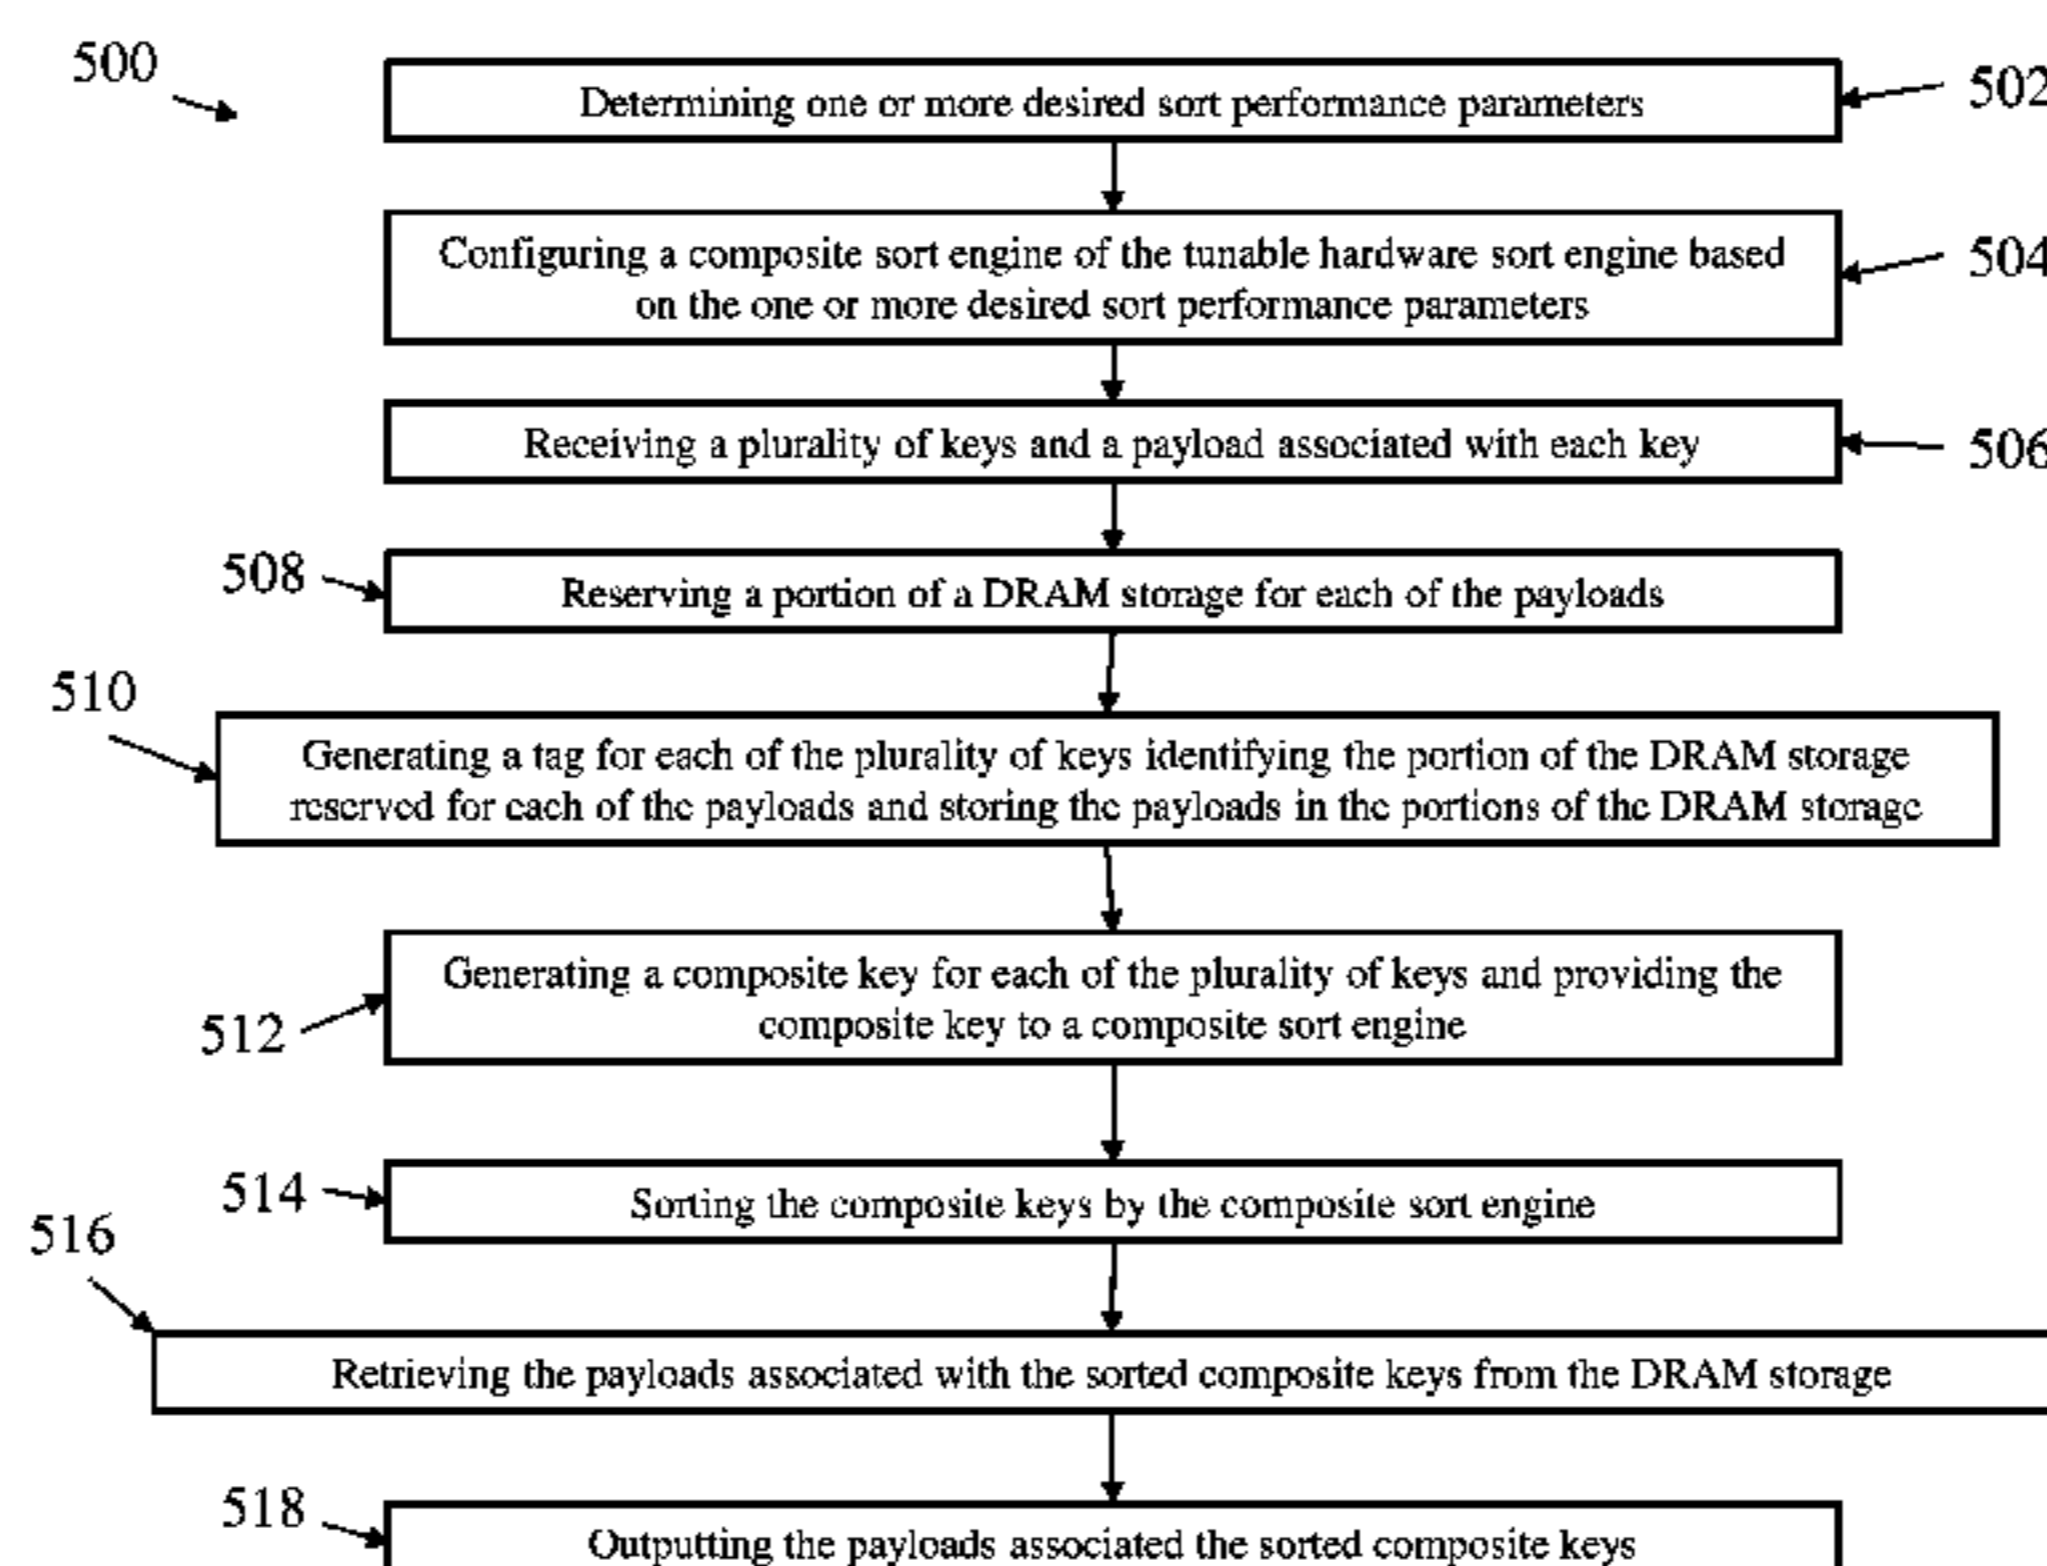 500
Determining one or more desired sort performance parameters
502
Configuring a composite sort engine of the tunable hardware sort engine based
on the one or more desired sort performance parameters
504
Receiving a plurality of keys and a payload associated with each key
506
508
Reserving a portion of a DRAM storage for each of the payloads
510
Generating a tag for each of the plurality of keys identifying the portion of the DRAM storage
reserved for each of the payloads and storing the payloads in the portions of the DRAM storage
Generating a composite key for each of the plurality of keys and providing the
composite key to a composite sort engine
512
514
Sorting the composite keys by the composite sort engine
516
Retrieving the payloads associated with the sorted composite keys from the DRAM storage
518
Outputting the payloads associated the sorted composite keys